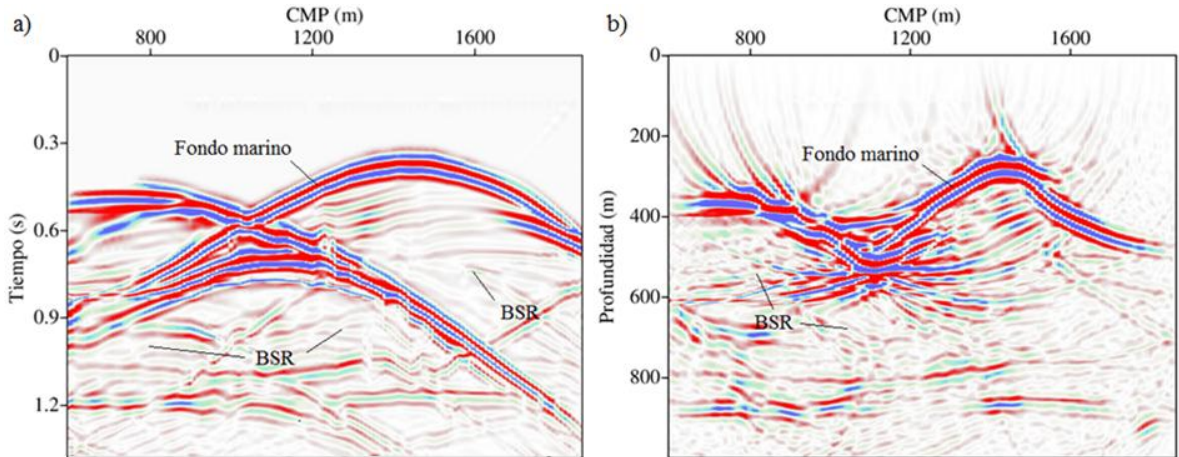 a)
CMP (m)
800 1200 1600
0
0.3
0.6
0.9
1.2
Tiempo (s)
Fondo marino
BSR
BSR
b)
CMP (m)
800 1200 1600
0
200
400
600
800
Profundidad (m)
Fondo marino
BSR